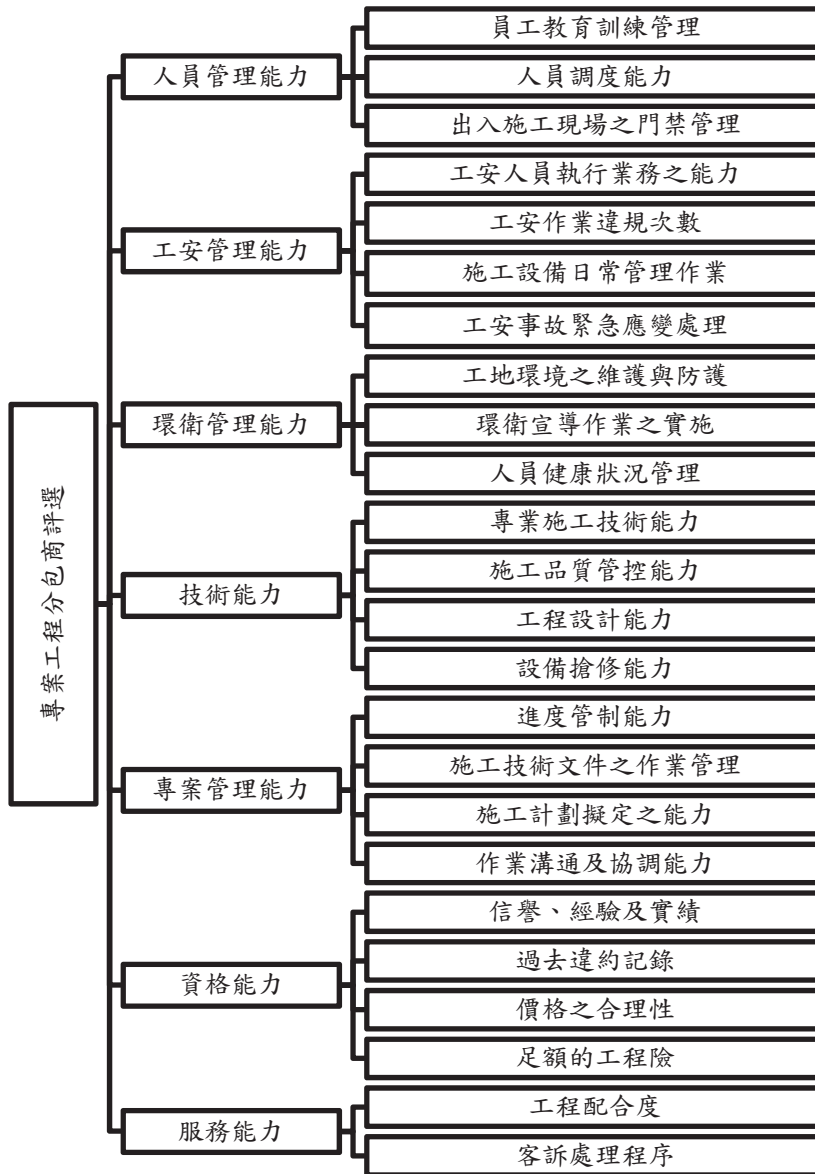 專案工程分包商評選
人員管理能力
員工教育訓練管理
人員調度能力
出入施工現場之門禁管理
工安管理能力
工安人員執行業務之能力
工安作業違規次數
施工設備日常管理作業
工安事故緊急應變處理
環衛管理能力
工地環境之維護與防護
環衛宣導作業之實施
人員健康狀況管理
技術能力
專業施工技術能力
施工品質管控能力
工程設計能力
設備搶修能力
專案管理能力
進度管制能力
施工技術文件之作業管理
施工計劃擬定之能力
作業溝通及協調能力
資格能力
信譽、經驗及實績
過去違約記錄
價格之合理性
足額的工程險
服務能力
工程配合度
客訴處理程序